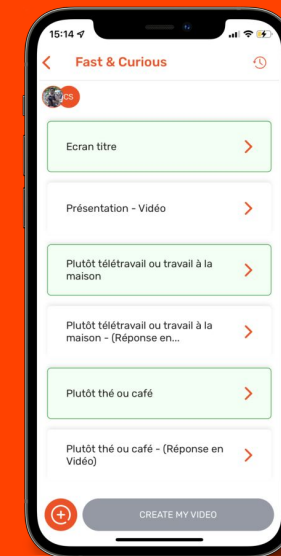 15:14
Fast & Curious
CS
Ecran titre
Présentation - Vidéo
Plutôt télétravail ou travail à la
maison
Plutôt télétravail ou travail à la
maison - (Réponse en...
Plutôt thé ou café
Plutôt thé ou café - (Réponse en
Vidéo)
CREATE MY VIDEO